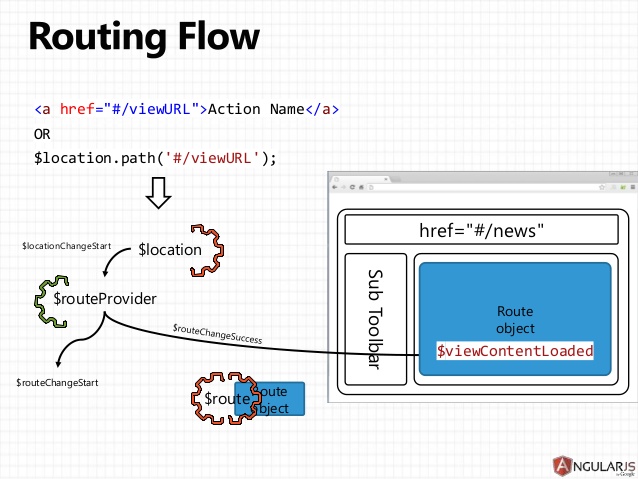 Routing Flow
<a href="#/viewURL">Action Name</a>
OR
$location.path('#/viewURL');
$locationChangeStart
$location
$routeProvider
$routeChangeSuccess
$routeChangeStart
$route
Route
object
href="#/news"
Sub Toolbar
Route
object
$viewContentLoaded
ANGULARJS
by Google